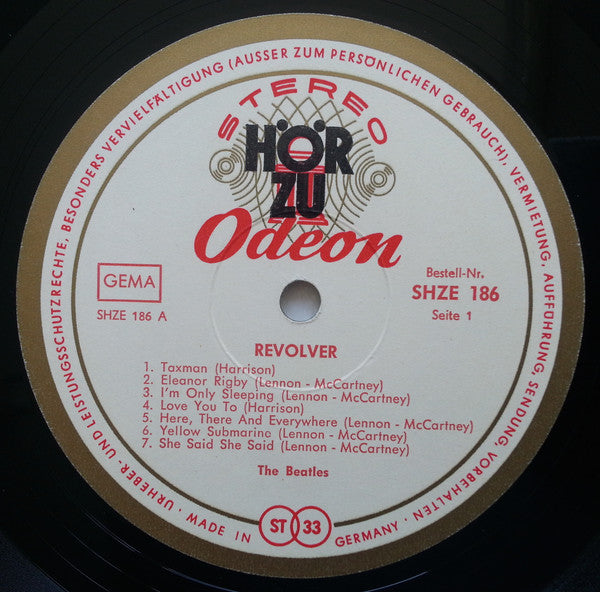 URHEBER- UND LEISTUNGSSCHUTZRECHTE, BESONDERS VERVIELFÄLTIGUNG (AUSSER ZUM PERSÖNLICHEN GEBRAUCH), VERMIETUNG, AUFFÜHRUNG, SENDUNG, VORBEHALTEN ·
STEREO
HÖR
ZU
Odeon
GEMA
SHZE 186 A
Bestell-Nr.
SHZE 186
Seite 1
REVOLVER
1. Taxman (Harrison)
2. Eleanor Rigby (Lennon - McCartney)
3. I'm Only Sleeping (Lennon - McCartney)
4. Love You To (Harrison)
5. Here, There And Everywhere (Lennon - McCartney)
6. Yellow Submarine (Lennon - McCartney)
7. She Said She Said (Lennon - McCartney)
The Beatles
· MADE IN ST 33 GERMANY ·